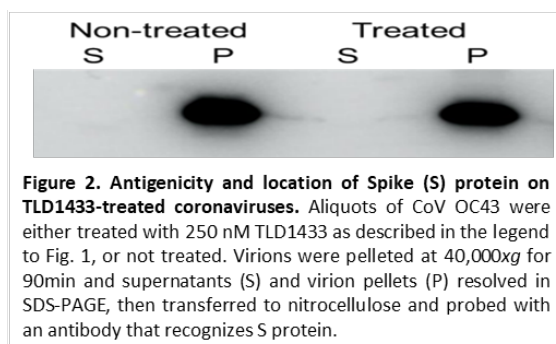 Non-treated Treated
S P S P
Figure 2. Antigenicity and location of Spike (S) protein on
TLD1433-treated coronaviruses. Aliquots of CoV OC43 were
either treated with 250 nM TLD1433 as described in the legend
to Fig. 1, or not treated. Virions were pelleted at 40,000xg for
90min and supernatants (S) and virion pellets (P) resolved in
SDS-PAGE, then transferred to nitrocellulose and probed with
an antibody that recognizes S protein.